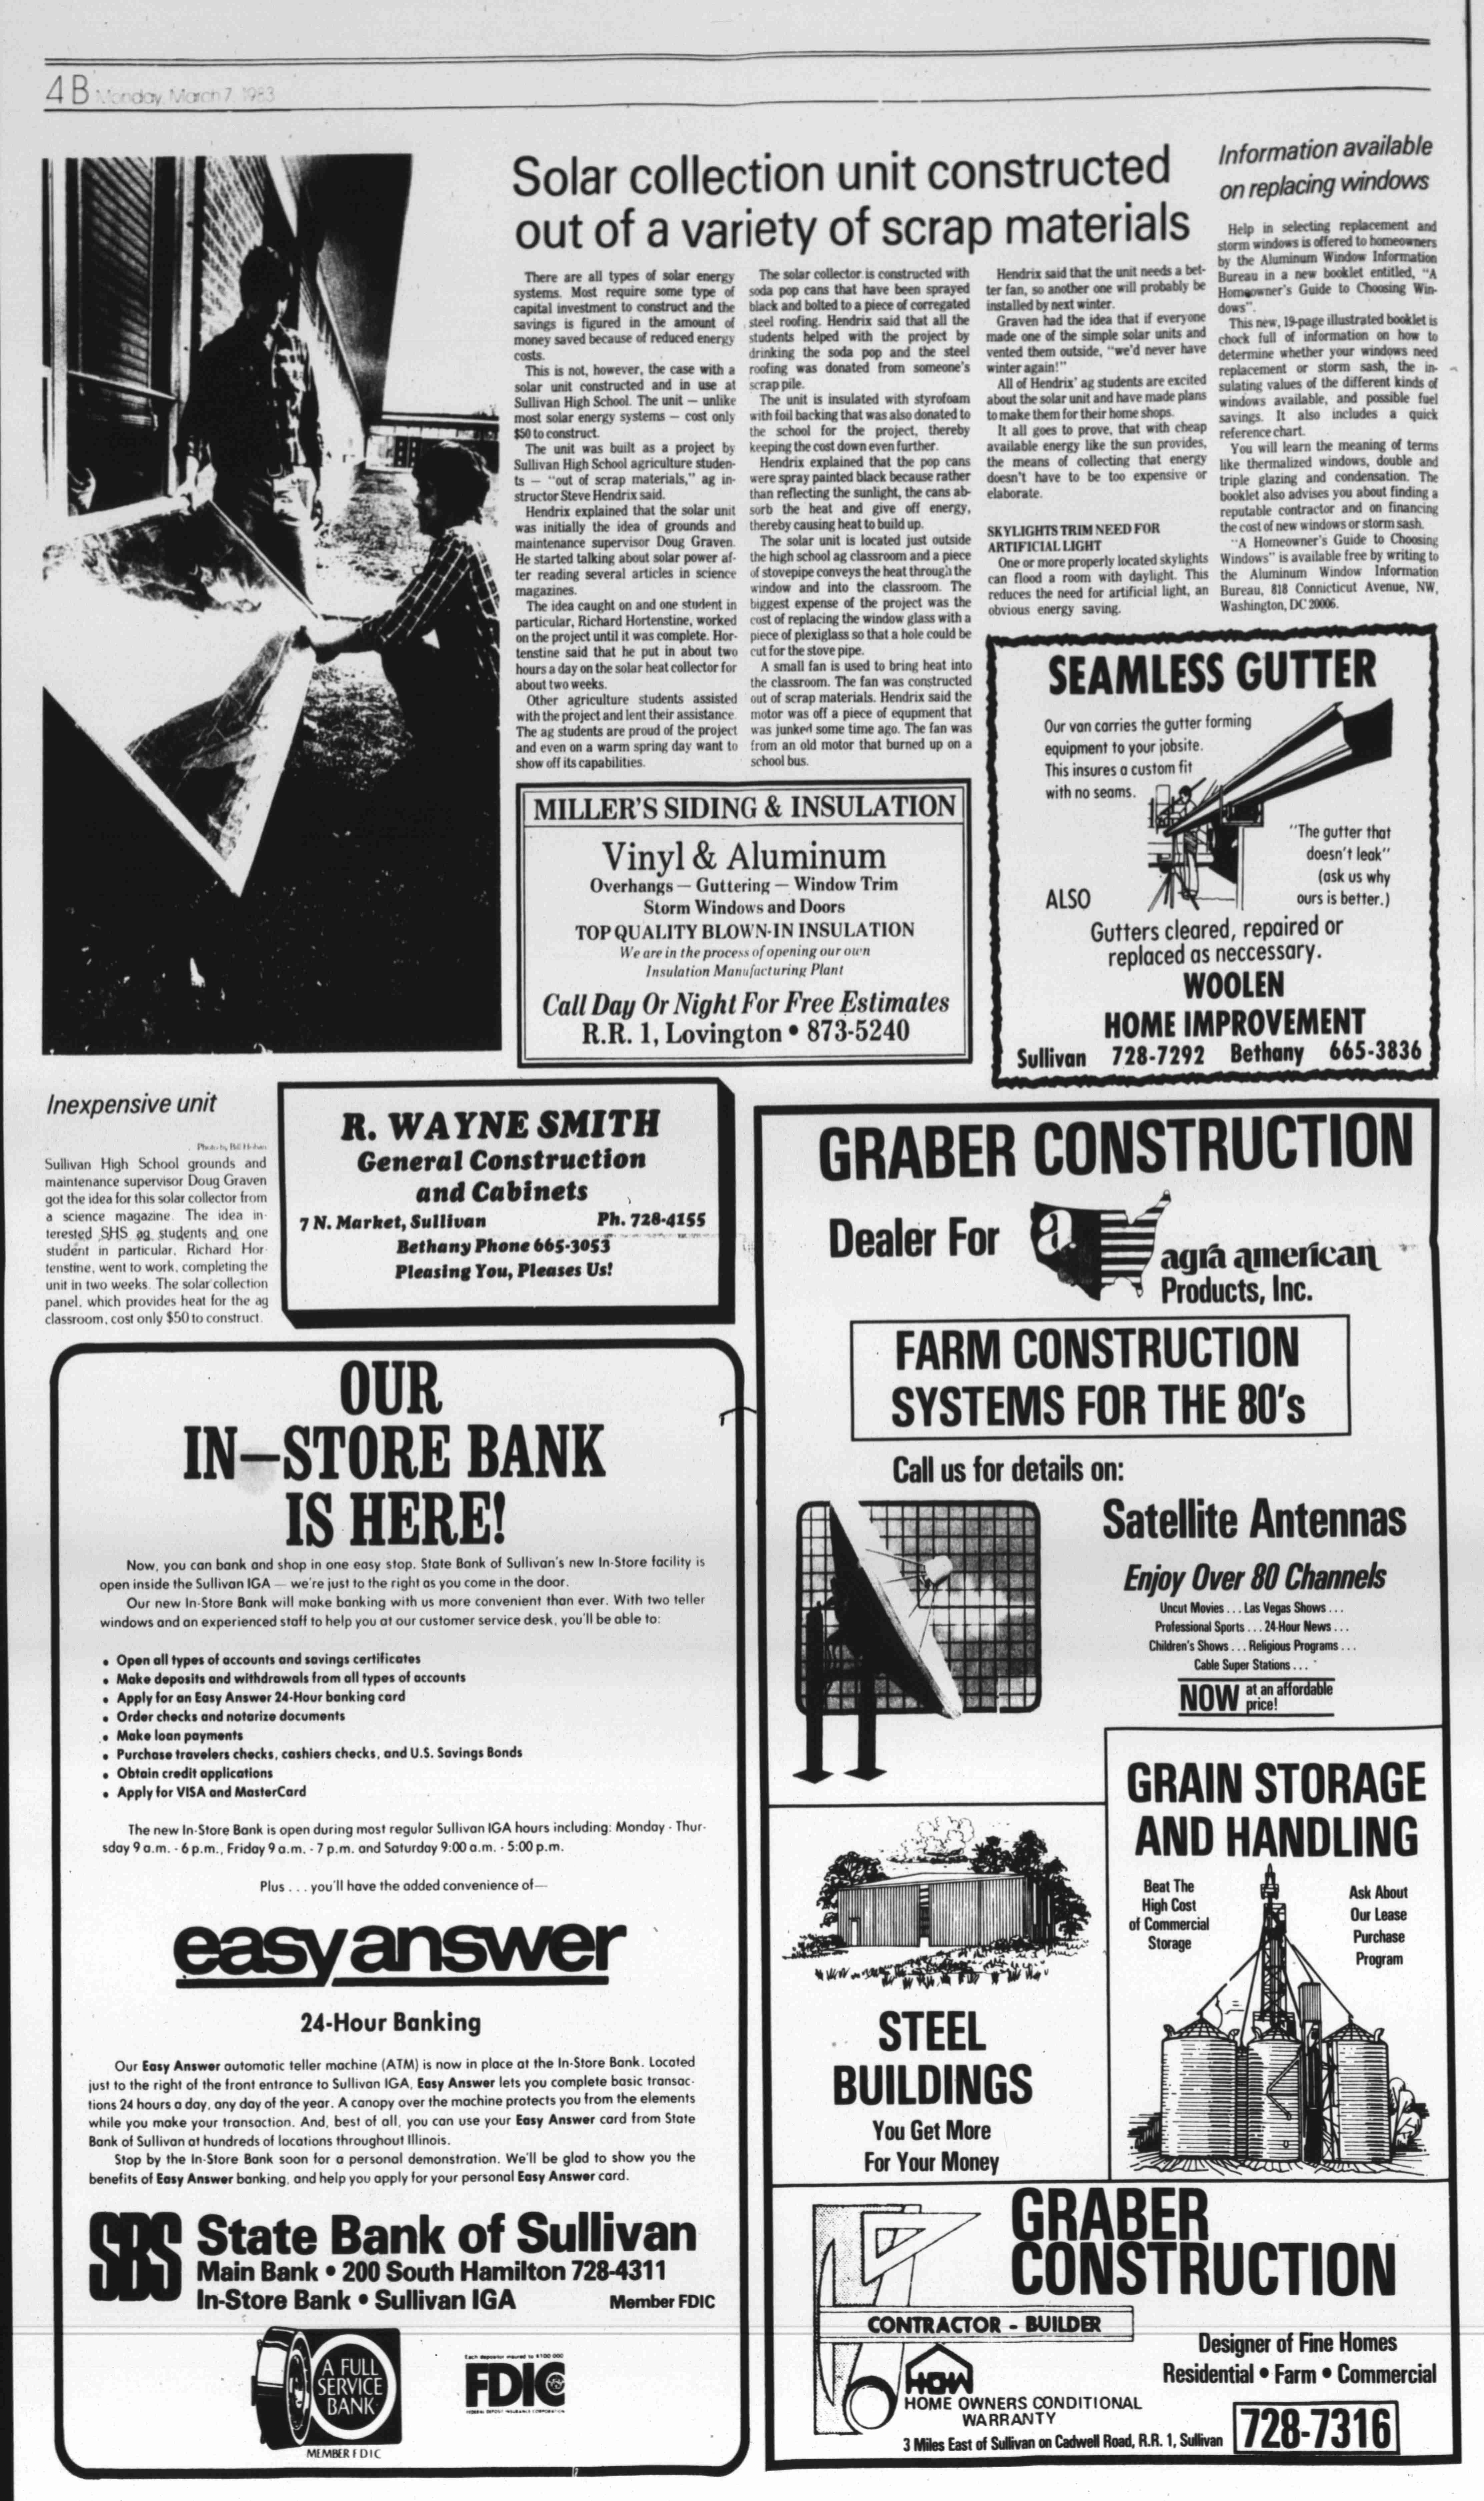 4B Monday, March 7, 1983
Solar collection unit constructed
out of a variety of scrap materials
There are all types of solar energy
systems. Most require some type of
capital investment to construct and the
savings is figured in the amount of
money saved because of reduced energy
costs.
This is not, however, the case with a
solar unit constructed and in use at
Sullivan High School. The unit — unlike
most solar energy systems — cost only
$50 to construct.
The unit was built as a project by
Sullivan High School agriculture studen-
ts — "out of scrap materials," ag in-
structor Steve Hendrix said.
Hendrix explained that the solar unit
was initially the idea of grounds and
maintenance supervisor Doug Graven.
He started talking about solar power af-
ter reading several articles in science
magazines.
The idea caught on and one student in
particular, Richard Hortenstine, worked
on the project until it was complete. Hor-
tenstine said that he put in about two
hours a day on the solar heat collector for
about two weeks.
Other agriculture students assisted
with the project and lent their assistance.
The ag students are proud of the project
and even on a warm spring day want to
show off its capabilities.
The solar collector is constructed with
soda pop cans that have been sprayed
black and bolted to a piece of corregated
steel roofing. Hendrix said that all the
students helped with the project by
drinking the soda pop and the steel
roofing was donated from someone's
scrap pile.
The unit is insulated with styrofoam
with foil backing that was also donated to
the school for the project, thereby
keeping the cost down even further.
Hendrix explained that the pop cans
were spray painted black because rather
than reflecting the sunlight, the cans ab-
sorb the heat and give off energy,
thereby causing heat to build up.
The solar unit is located just outside
the high school ag classroom and a piece
of stovepipe conveys the heat through the
window and into the classroom. The
biggest expense of the project was the
cost of replacing the window glass with a
piece of plexiglass so that a hole could be
cut for the stove pipe.
A small fan is used to bring heat into
the classroom. The fan was constructed
out of scrap materials. Hendrix said the
motor was off a piece of equpment that
was junked some time ago. The fan was
from an old motor that burned up on a
school bus.
Hendrix said that the unit needs a bet-
ter fan, so another one will probably be
installed by next winter.
Graven had the idea that if everyone
made one of the simple solar units and
vented them outside, "we'd never have
winter again!"
All of Hendrix' ag students are excited
about the solar unit and have made plans
to make them for their home shops.
It all goes to prove, that with cheap
available energy like the sun provides,
the means of collecting that energy
doesn't have to be too expensive or
elaborate.
SKYLIGHTS TRIM NEED FOR
ARTIFICIAL LIGHT
One or more properly located skylights
can flood a room with daylight. This
reduces the need for artificial light, an
obvious energy saving.
Information available
on replacing windows
Help in selecting replacement and
storm windows is offered to homeowners
by the Aluminum Window Information
Bureau in a new booklet entitled, "A
Homeowner's Guide to Choosing Win-
dows".
This new, 19-page illustrated booklet is
chock full of information on how to
determine whether your windows need
replacement or storm sash, the in-
sulating values of the different kinds of
windows available, and possible fuel
savings. It also includes a quick
reference chart.
You will learn the meaning of terms
like thermalized windows, double and
triple glazing and condensation. The
booklet also advises you about finding a
reputable contractor and on financing
the cost of new windows or storm sash.
"A Homeowner's Guide to Choosing
Windows" is available free by writing to
the Aluminum Window Information
Bureau, 818 Connicticut Avenue, NW,
Washington, DC 20006.
MILLER'S SIDING & INSULATION
Vinyl & Aluminum
Overhangs — Guttering — Window Trim
Storm Windows and Doors
TOP QUALITY BLOWN-IN INSULATION
We are in the process of opening our own
Insulation Manufacturing Plant
Call Day Or Night For Free Estimates
R.R. 1, Lovington • 873-5240
SEAMLESS GUTTER
Our van carries the gutter forming
equipment to your jobsite.
This insures a custom fit
with no seams.
"The gutter that
doesn't leak"
(ask us why
ours is better.)
ALSO
Gutters cleared, repaired or
replaced as neccessary.
WOOLEN
HOME IMPROVEMENT
Sullivan 728-7292 Bethany 665-3836
Inexpensive unit
Photo by Bill
Sullivan High School grounds and
maintenance supervisor Doug Graven
got the idea for this solar collector from
a science magazine. The idea in-
terested SHS ag students and one
student in particular, Richard Hor-
tenstine, went to work, completing the
unit in two weeks. The solar collection
panel, which provides heat for the ag
classroom, cost only $50 to construct.
R. WAYNE SMITH
General Construction
and Cabinets
7 N. Market, Sullivan Ph. 728-4155
Bethany Phone 665-3053
Pleasing You, Pleases Us!
OUR
IN—STORE BANK
IS HERE!
Now, you can bank and shop in one easy stop. State Bank of Sullivan's new In-Store facility is
open inside the Sullivan IGA — we're just to the right as you come in the door.
Our new In-Store Bank will make banking with us more convenient than ever. With two teller
windows and an experienced staff to help you at our customer service desk, you'll be able to:
• Open all types of accounts and savings certificates
• Make deposits and withdrawals from all types of accounts
• Apply for an Easy Answer 24-Hour banking card
• Order checks and notarize documents
• Make loan payments
• Purchase travelers checks, cashiers checks, and U.S. Savings Bonds
• Obtain credit applications
• Apply for VISA and MasterCard
The new In-Store Bank is open during most regular Sullivan IGA hours including: Monday - Thur-
sday 9 a.m. - 6 p.m., Friday 9 a.m. - 7 p.m. and Saturday 9:00 a.m. - 5:00 p.m.
Plus . . . you'll have the added convenience of—
easy answer
24-Hour Banking
Our Easy Answer automatic teller machine (ATM) is now in place at the In-Store Bank. Located
just to the right of the front entrance to Sullivan IGA, Easy Answer lets you complete basic transac-
tions 24 hours a day, any day of the year. A canopy over the machine protects you from the elements
while you make your transaction. And, best of all, you can use your Easy Answer card from State
Bank of Sullivan at hundreds of locations throughout Illinois.
Stop by the In-Store Bank soon for a personal demonstration. We'll be glad to show you the
benefits of Easy Answer banking, and help you apply for your personal Easy Answer card.
SBS State Bank of Sullivan
Main Bank • 200 South Hamilton 728-4311
In-Store Bank • Sullivan IGA Member FDIC
A FULL
SERVICE
BANK
MEMBER FDIC
Each depositor insured to $100,000
FDIC
FEDERAL DEPOSIT INSURANCE CORPORATION
GRABER CONSTRUCTION
Dealer For
a
agra american
Products, Inc.
FARM CONSTRUCTION
SYSTEMS FOR THE 80's
Call us for details on:
Satellite Antennas
Enjoy Over 80 Channels
Uncut Movies . . . Las Vegas Shows . . .
Professional Sports . . . 24-Hour News . . .
Children's Shows . . . Religious Programs . . .
Cable Super Stations . . .
NOW at an affordable
price!
GRAIN STORAGE
AND HANDLING
Beat The
High Cost
of Commercial
Storage
Ask About
Our Lease
Purchase
Program
STEEL
BUILDINGS
You Get More
For Your Money
GRABER
CONSTRUCTION
CONTRACTOR - BUILDER
Designer of Fine Homes
Residential • Farm • Commercial
HOW
HOME OWNERS CONDITIONAL
WARRANTY
3 Miles East of Sullivan on Cadwell Road, R.R. 1, Sullivan
728-7316